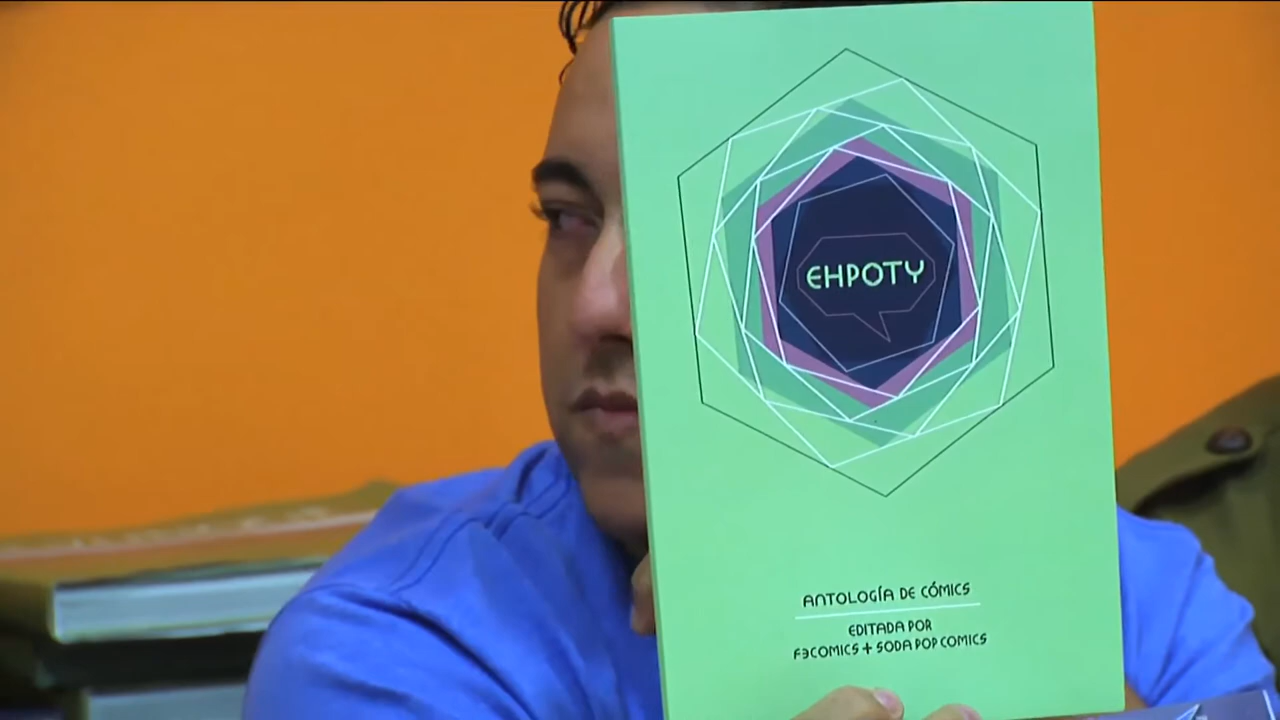 EHPOTY
ANTOLOGÍA DE CÓMICS
EDITADA POR
F3COMICS + SODA POP COMICS